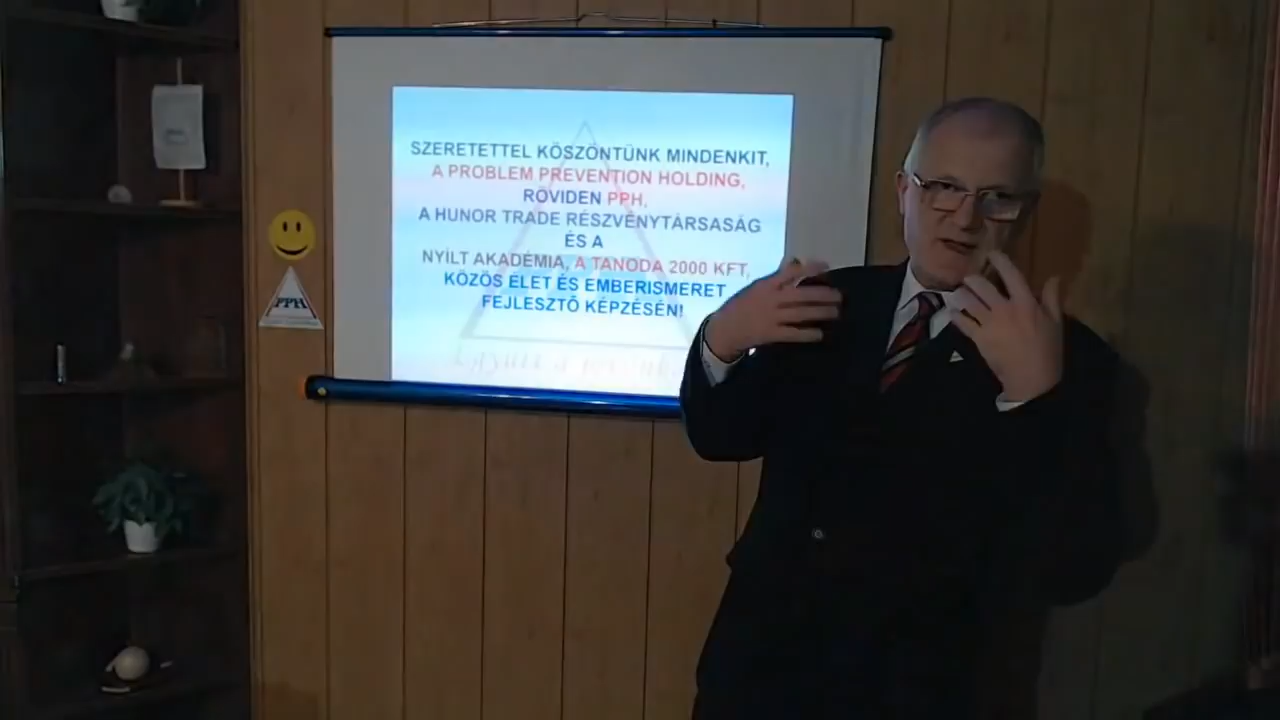 SZERETETTEL KÖSZÖNTÜNK MINDENKIT,
A PROBLEM PREVENTION HOLDING,
RÖVIDEN PPH,
A HUNOR TRADE RÉSZVÉNYTÁRSASÁG
ÉS A
NYÍLT AKADÉMIA, A TANODA 2000 KFT,
KÖZÖS ÉLET ÉS EMBERISMERET
FEJLESZTŐ KÉPZÉSÉN!
PPH